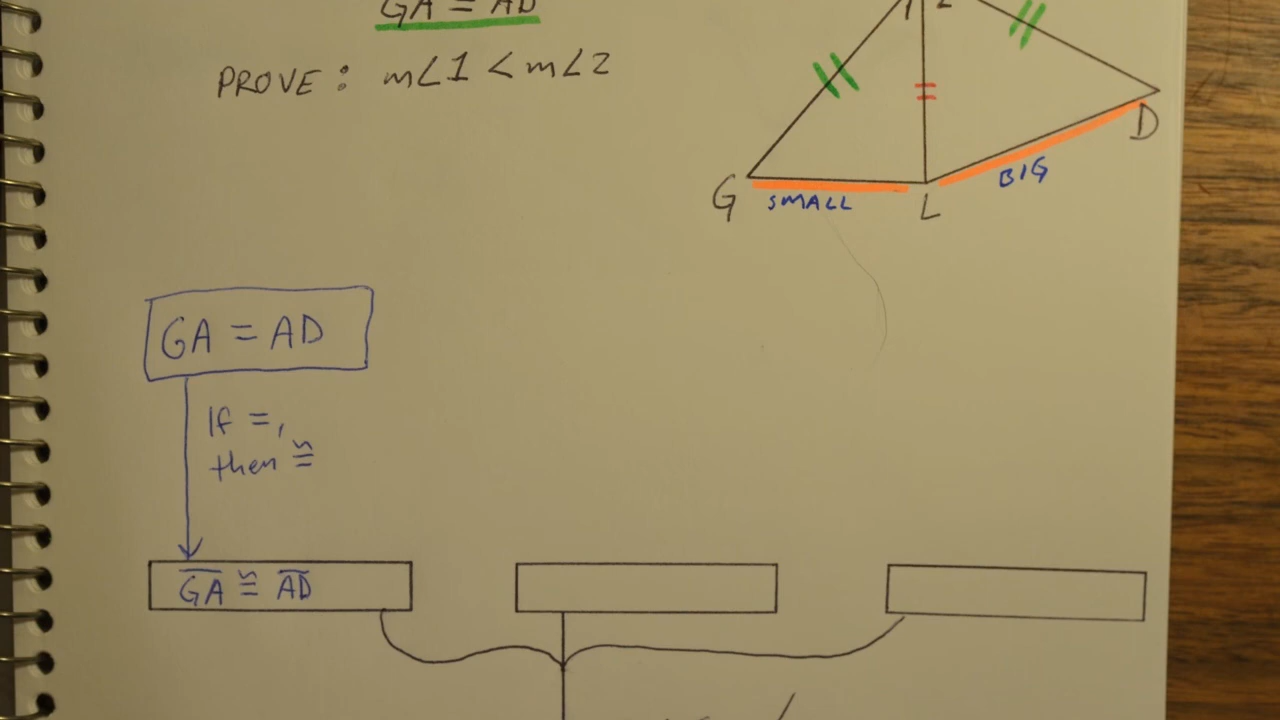 GA = AD
PROVE: m∠1 < m∠2
1 2
D
G SMALL L BIG
GA = AD
If =,
then ≅
GA ≅ AD